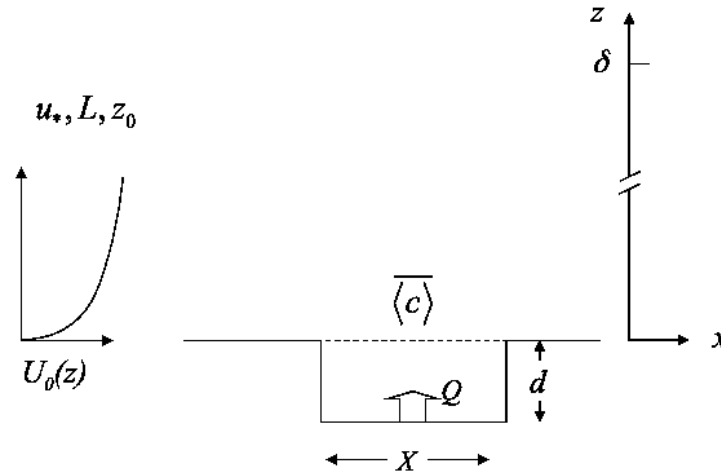 z
δ
u*, L, z₀
⟨c⟩
x
U₀(z)
Q
d
X